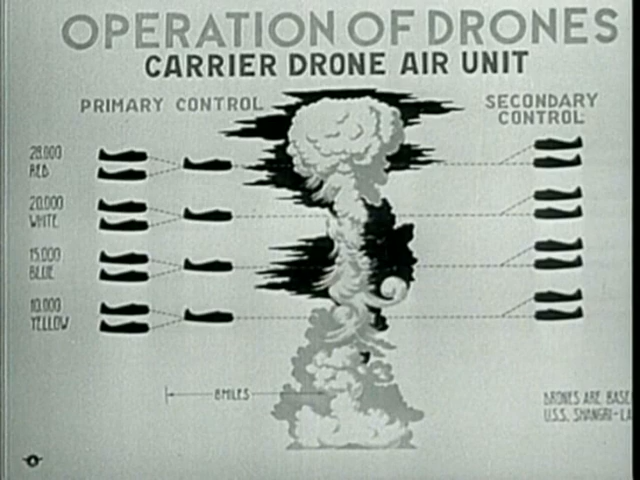 OPERATION OF DRONES
CARRIER DRONE AIR UNIT
PRIMARY CONTROL
SECONDARY
CONTROL
28.000
RED
20.000
WHITE
15.000
BLUE
10.000
YELLOW
8 MILES
DRONES ARE BASE
U.S.S. SHANGRI-LA